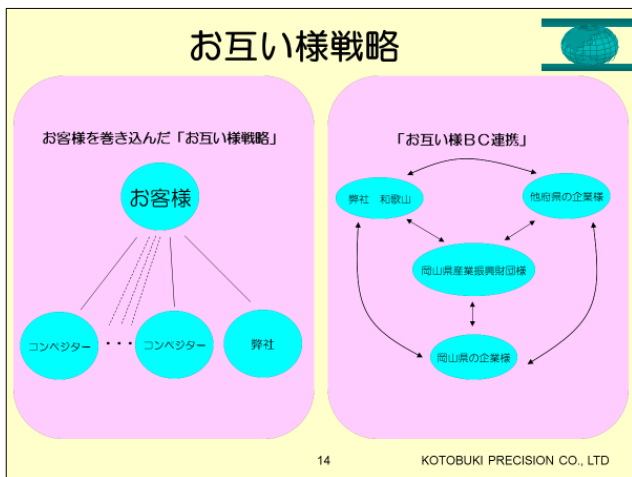 お互い様戦略
お客様を巻き込んだ「お互い様戦略」
お客様
コンペジター
・・・
コンペジター
弊社
「お互い様BC連携」
弊社 和歌山
他府県の企業様
岡山県産業振興財団様
岡山県の企業様
14
KOTOBUKI PRECISION CO., LTD